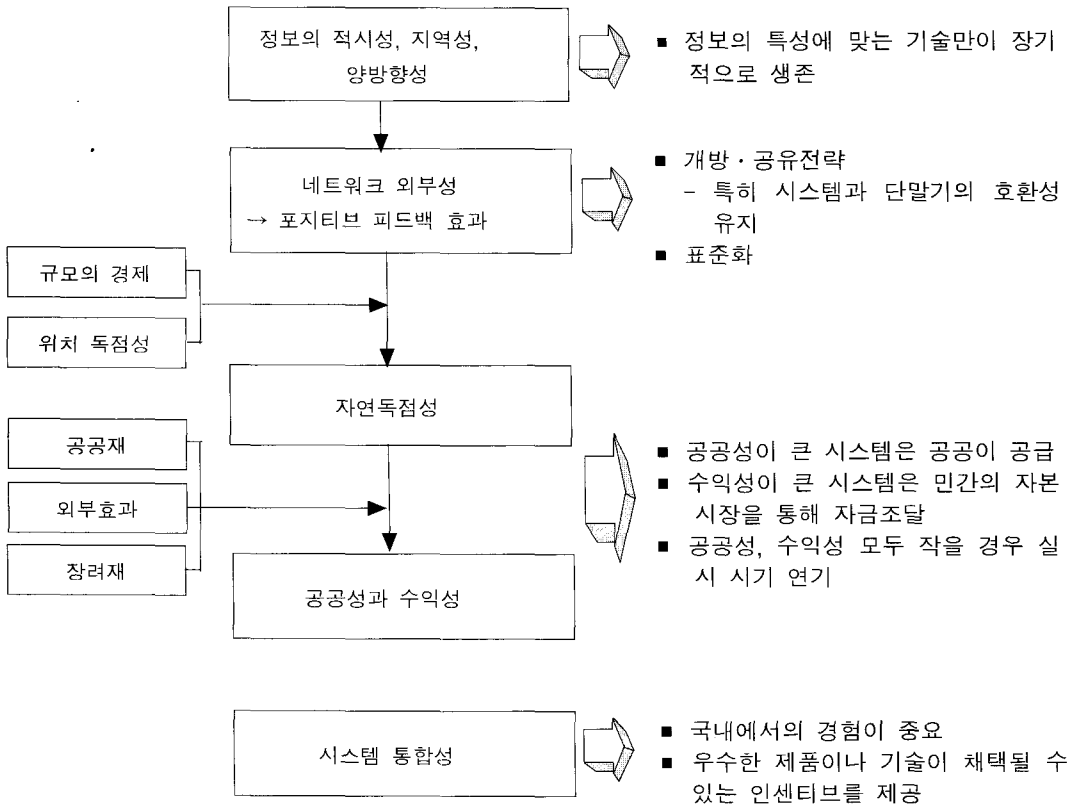 정보의 적시성, 지역성,
양방향성
■ 정보의 특성에 맞는 기술만이 장기
적으로 생존
네트워크 외부성
→ 포지티브 피드백 효과
■ 개방 · 공유전략
- 특히 시스템과 단말기의 호환성
유지
■ 표준화
규모의 경제
위치 독점성
자연독점성
공공재
외부효과
장려재
■ 공공성이 큰 시스템은 공공이 공급
■ 수익성이 큰 시스템은 민간의 자본
시장을 통해 자금조달
■ 공공성, 수익성 모두 작을 경우 실
시 시기 연기
공공성과 수익성
시스템 통합성
■ 국내에서의 경험이 중요
■ 우수한 제품이나 기술이 채택될 수
있는 인센티브를 제공